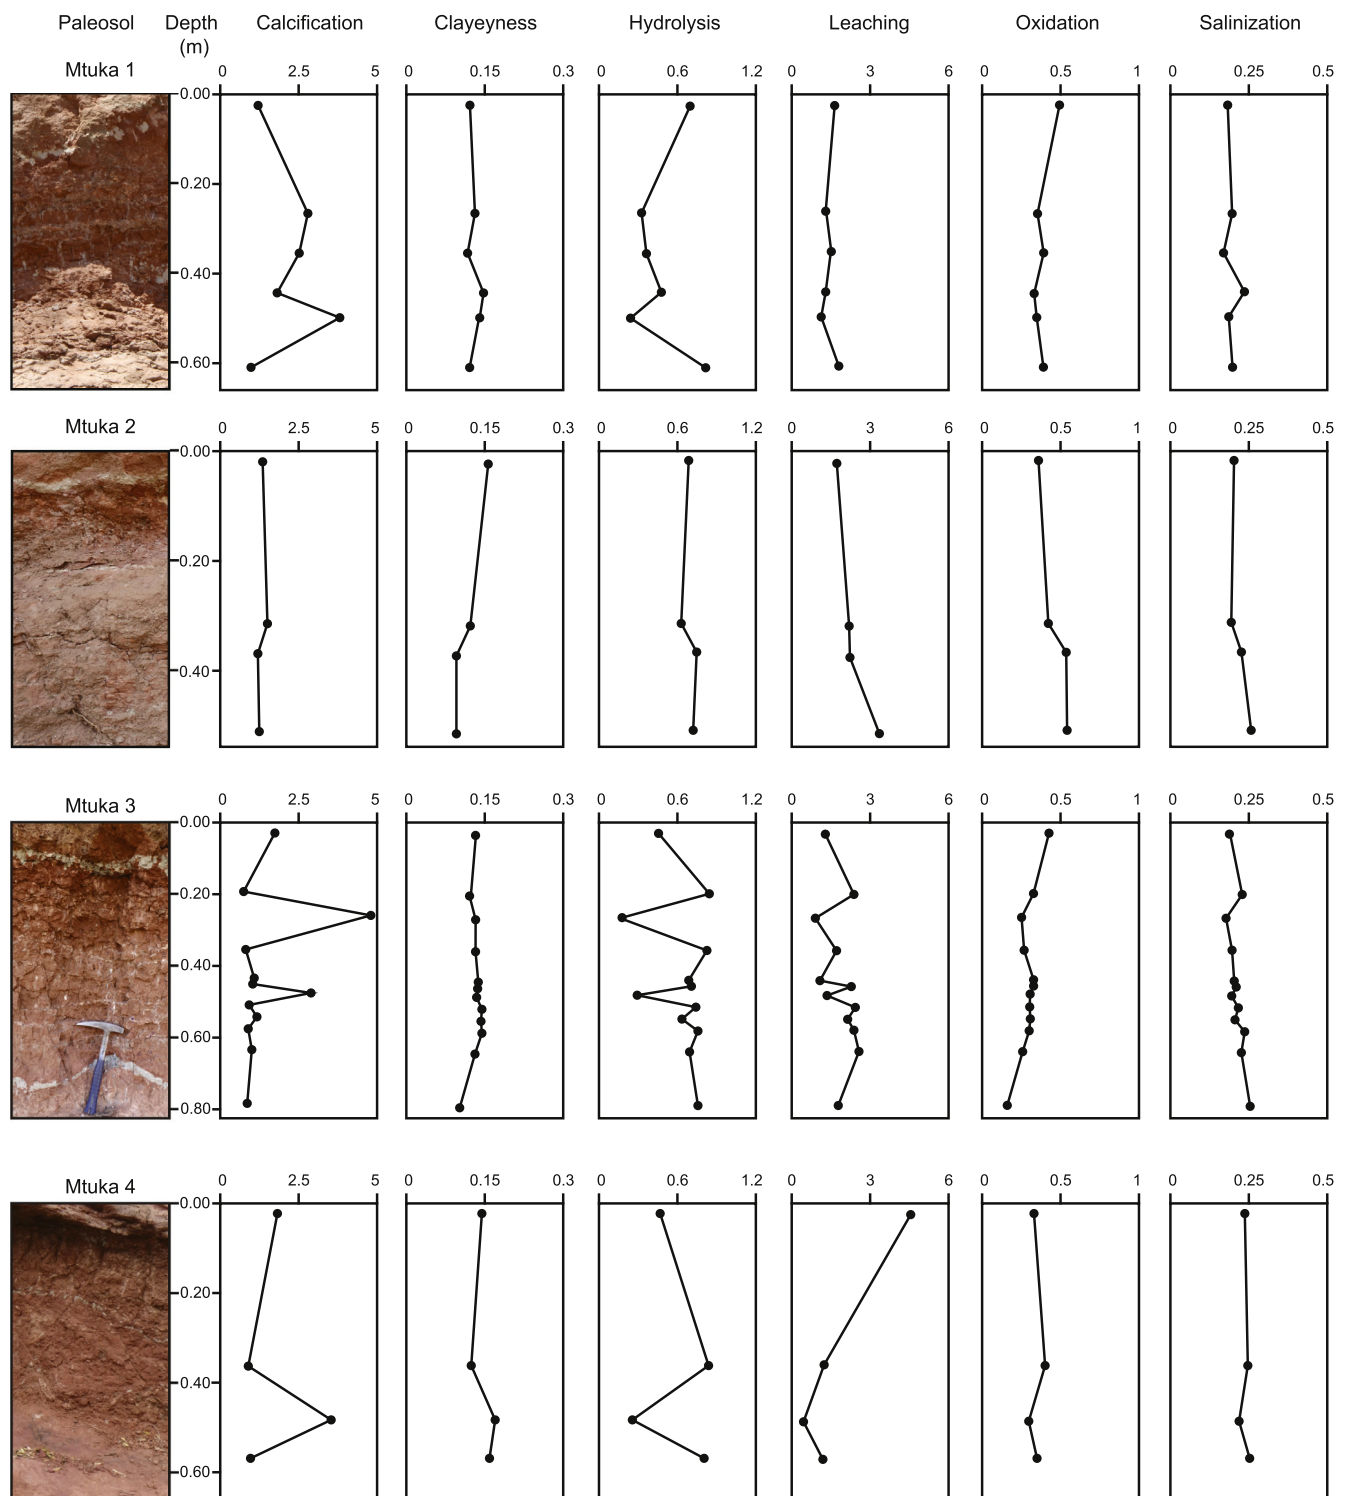 Paleosol Depth (m) Calcification Clayeyness Hydrolysis Leaching Oxidation Salinization
Mtuka 1
0 2.5 5 0 0.15 0.3 0 0.6 1.2 0 3 6 0 0.5 1 0 0.25 0.5
0.00
0.20
0.40
0.60
Mtuka 2
0 2.5 5 0 0.15 0.3 0 0.6 1.2 0 3 6 0 0.5 1 0 0.25 0.5
0.00
0.20
0.40
Mtuka 3
0 2.5 5 0 0.15 0.3 0 0.6 1.2 0 3 6 0 0.5 1 0 0.25 0.5
0.00
0.20
0.40
0.60
0.80
Mtuka 4
0 2.5 5 0 0.15 0.3 0 0.6 1.2 0 3 6 0 0.5 1 0 0.25 0.5
0.00
0.20
0.40
0.60